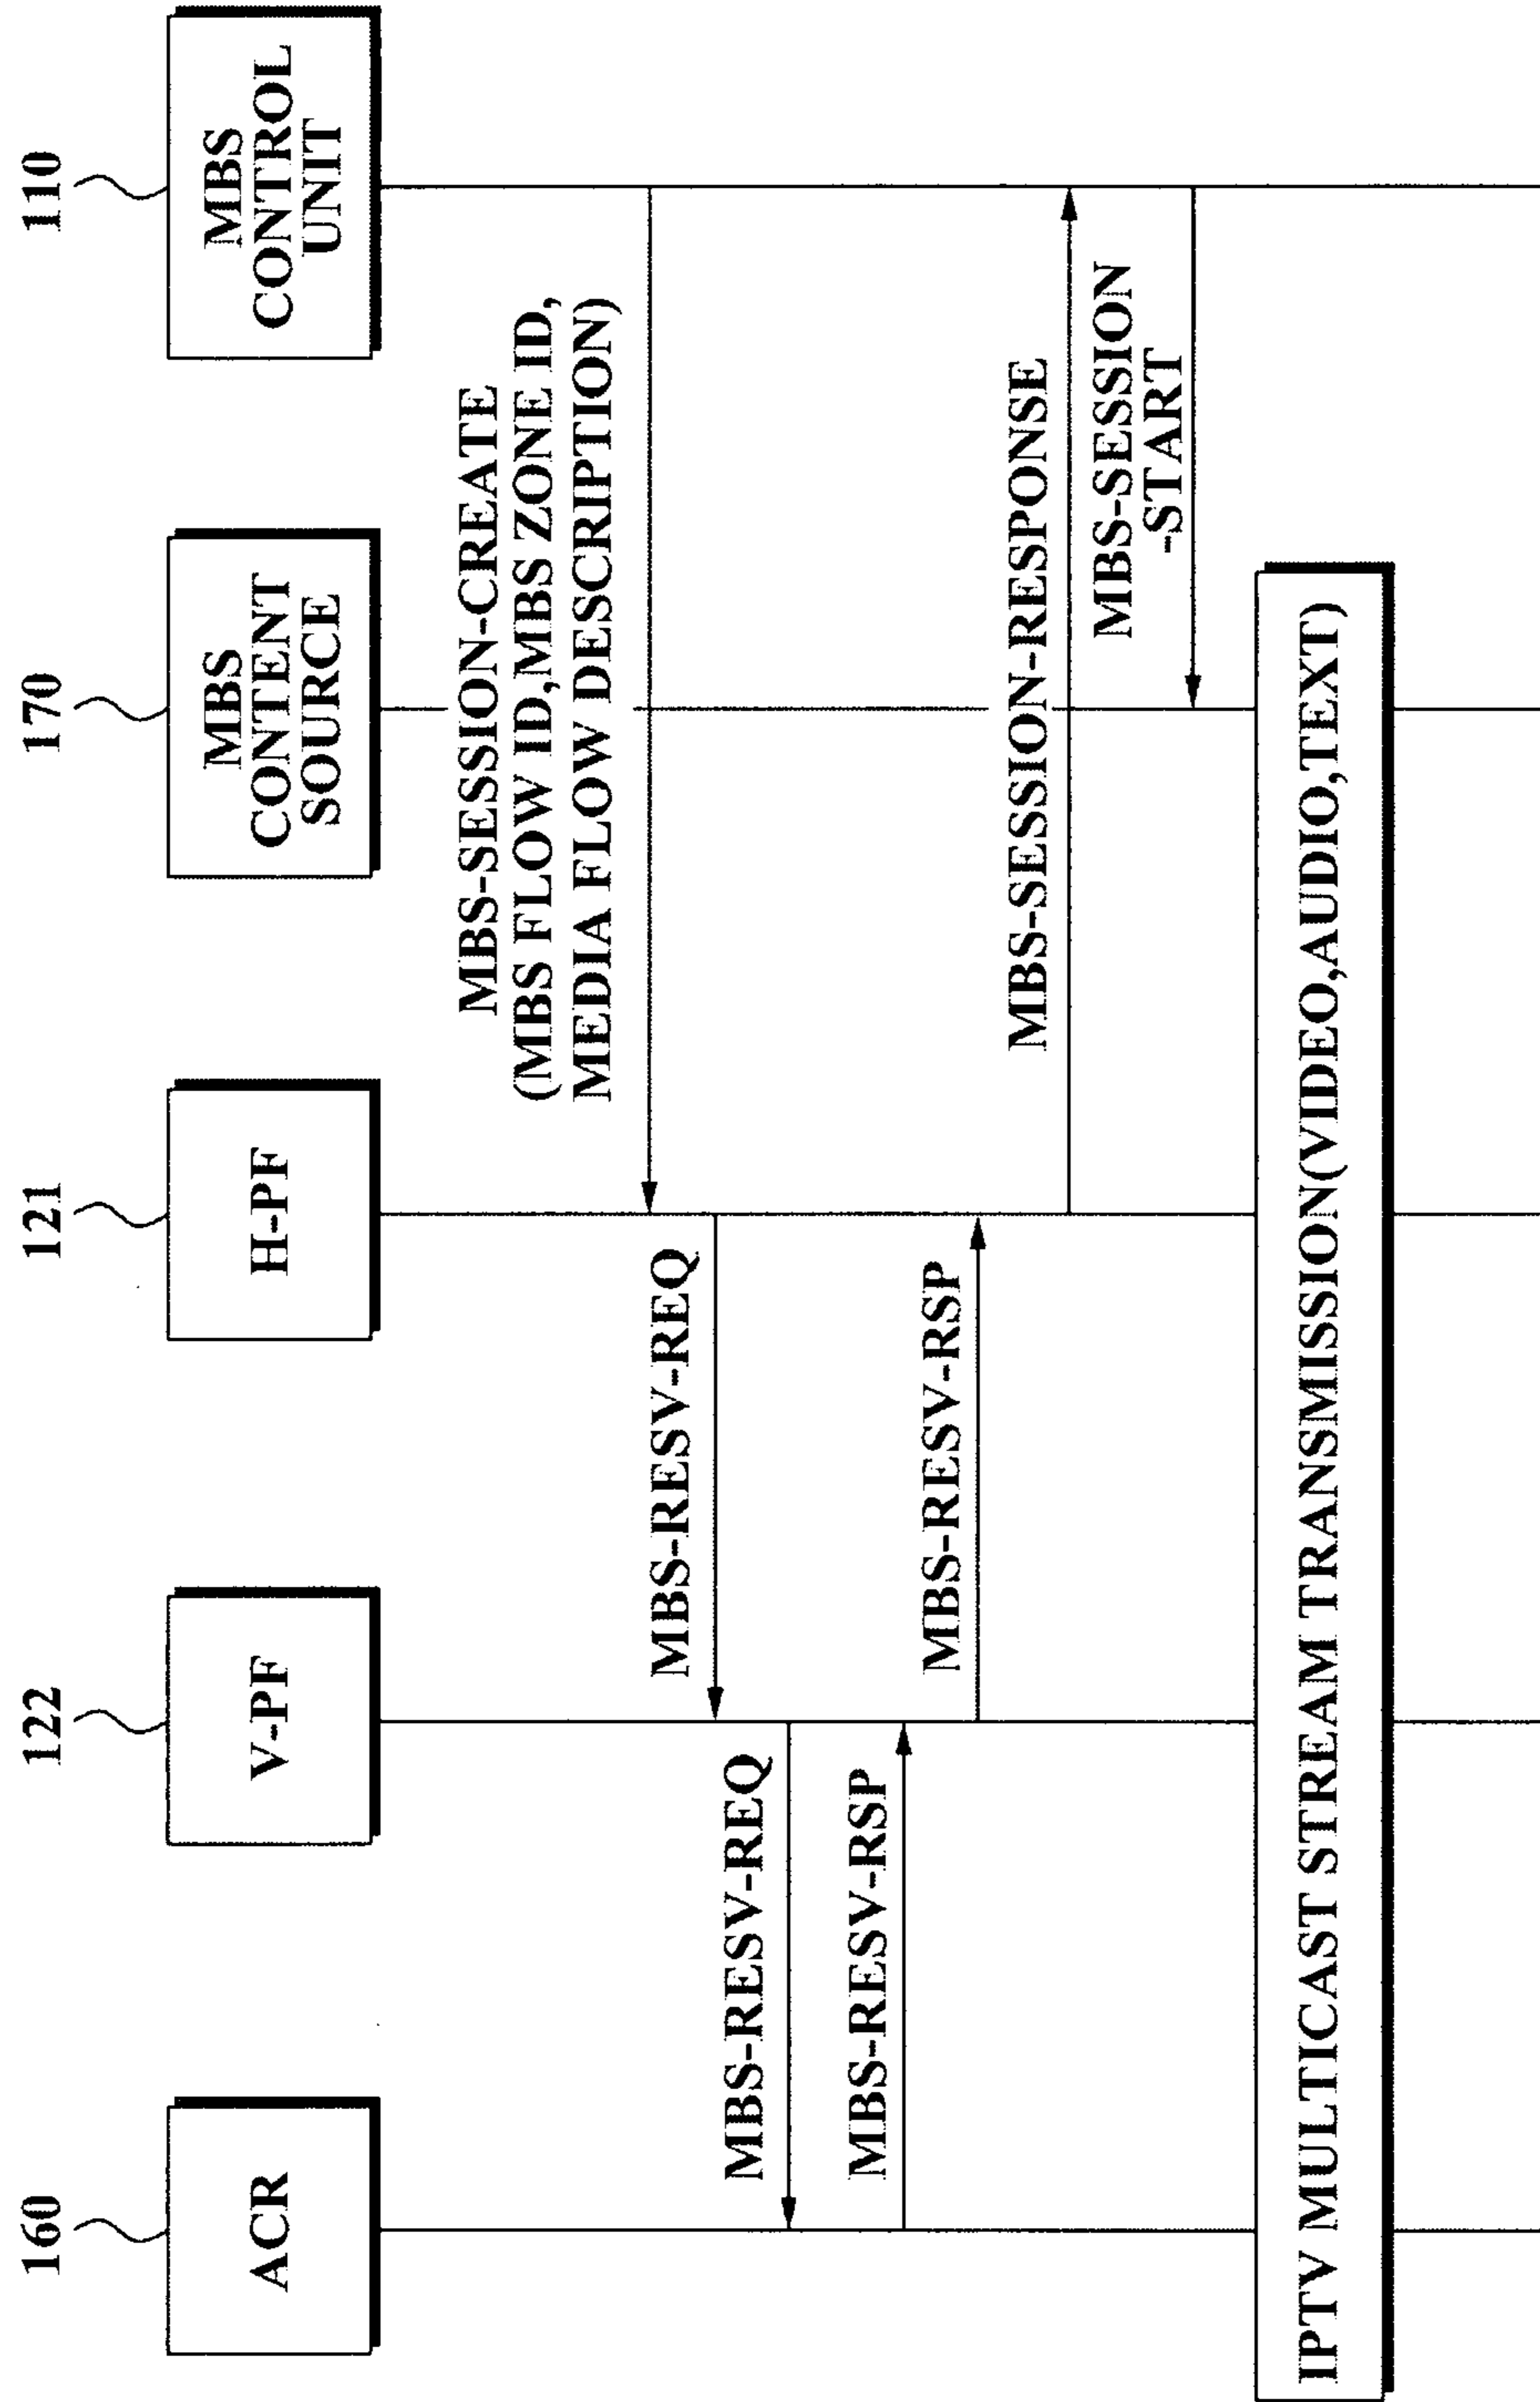 160
122
121
170
110
ACR
V-PF
H-PF
MBS
CONTENT
SOURCE
MBS
CONTROL
UNIT
MBS-SESSION-CREATE
(MBS FLOW ID,MBS ZONE ID,
MEDIA FLOW DESCRIPTION)
MBS-RESV-REQ
MBS-RESV-REQ
MBS-RESV-RSP
MBS-RESV-RSP
MBS-SESSION-RESPONSE
MBS-SESSION
-START
IPTV MULTICAST STREAM TRANSMISSION(VIDEO,AUDIO,TEXT)